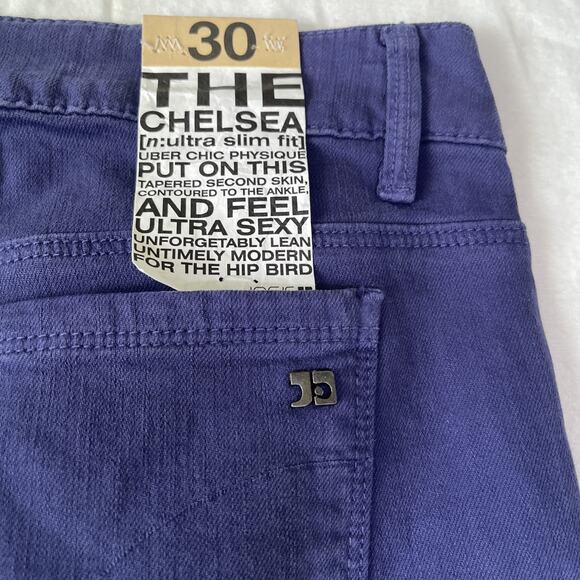 30
THE
CHELSEA
[n:ultra slim fit]
UBER CHIC PHYSIQUE
PUT ON THIS
TAPERED SECOND SKIN,
CONTOURED TO THE ANKLE,
AND FEEL
ULTRA SEXY
UNFORGETABLY LEAN
UNTIMELY MODERN
FOR THE HIP BIRD